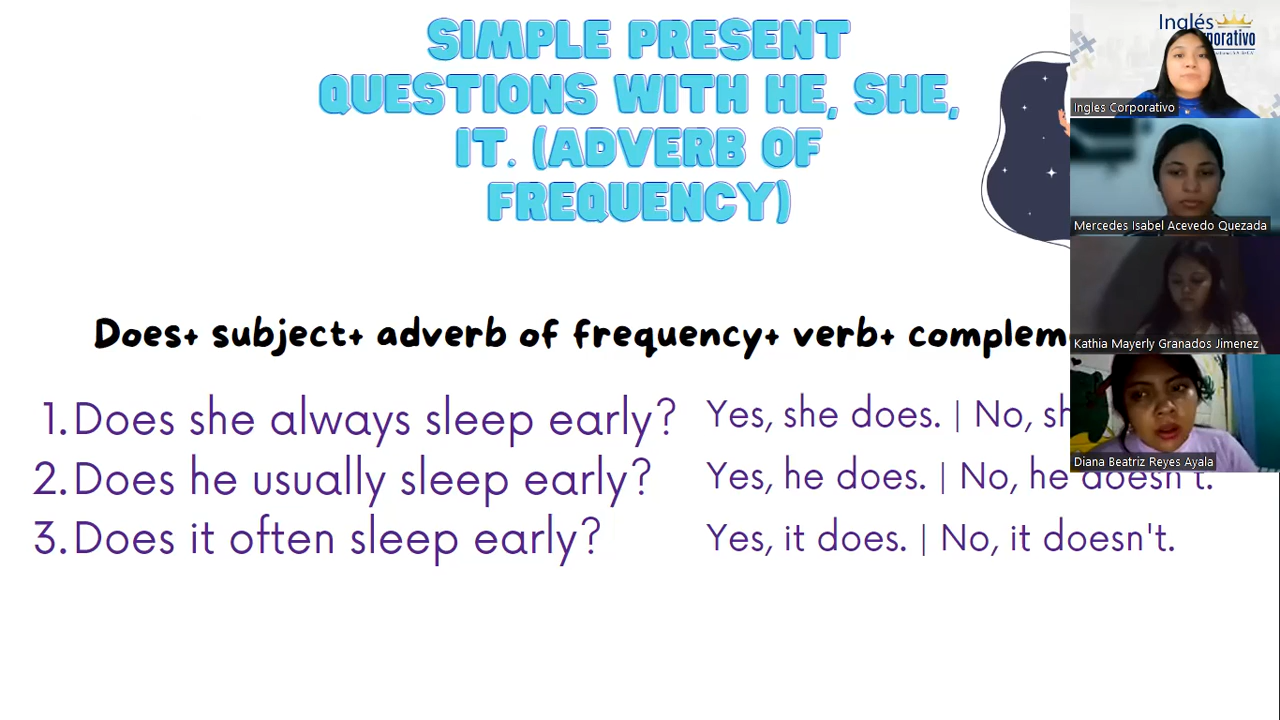 SIMPLE PRESENT
QUESTIONS WITH HE, SHE,
IT. (ADVERB OF
FREQUENCY)
Does+ subject+ adverb of frequency+ verb+ complem
1. Does she always sleep early? Yes, she does. | No, sh
2. Does he usually sleep early? Yes, he does. | No, he doesn't.
3. Does it often sleep early? Yes, it does. | No, it doesn't.
Inglés
porativo
Ingles Corporativo
Mercedes Isabel Acevedo Quezada
Kathia Mayerly Granados Jimenez
Diana Beatriz Reyes Ayala